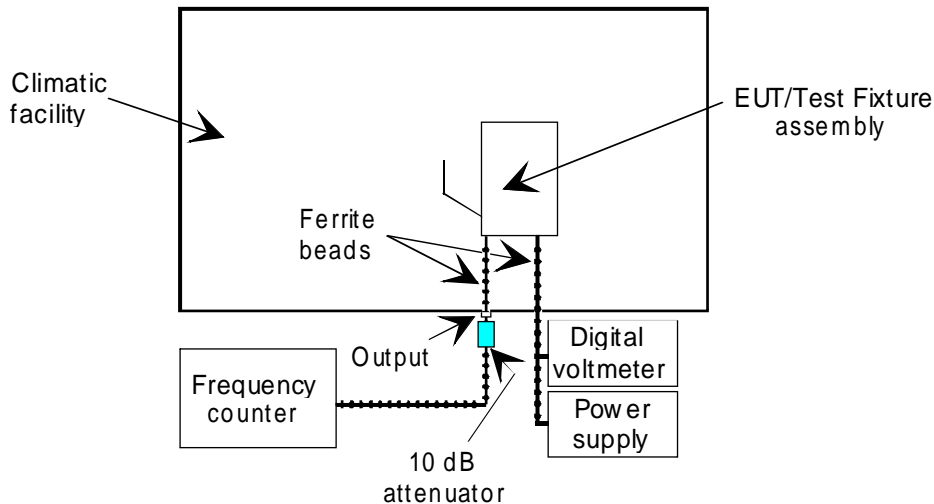 Climatic
facility
EUT/Test Fixture
assembly
Ferrite
beads
Output
Digital
voltmeter
Frequency
counter
Power
supply
10 dB
attenuator